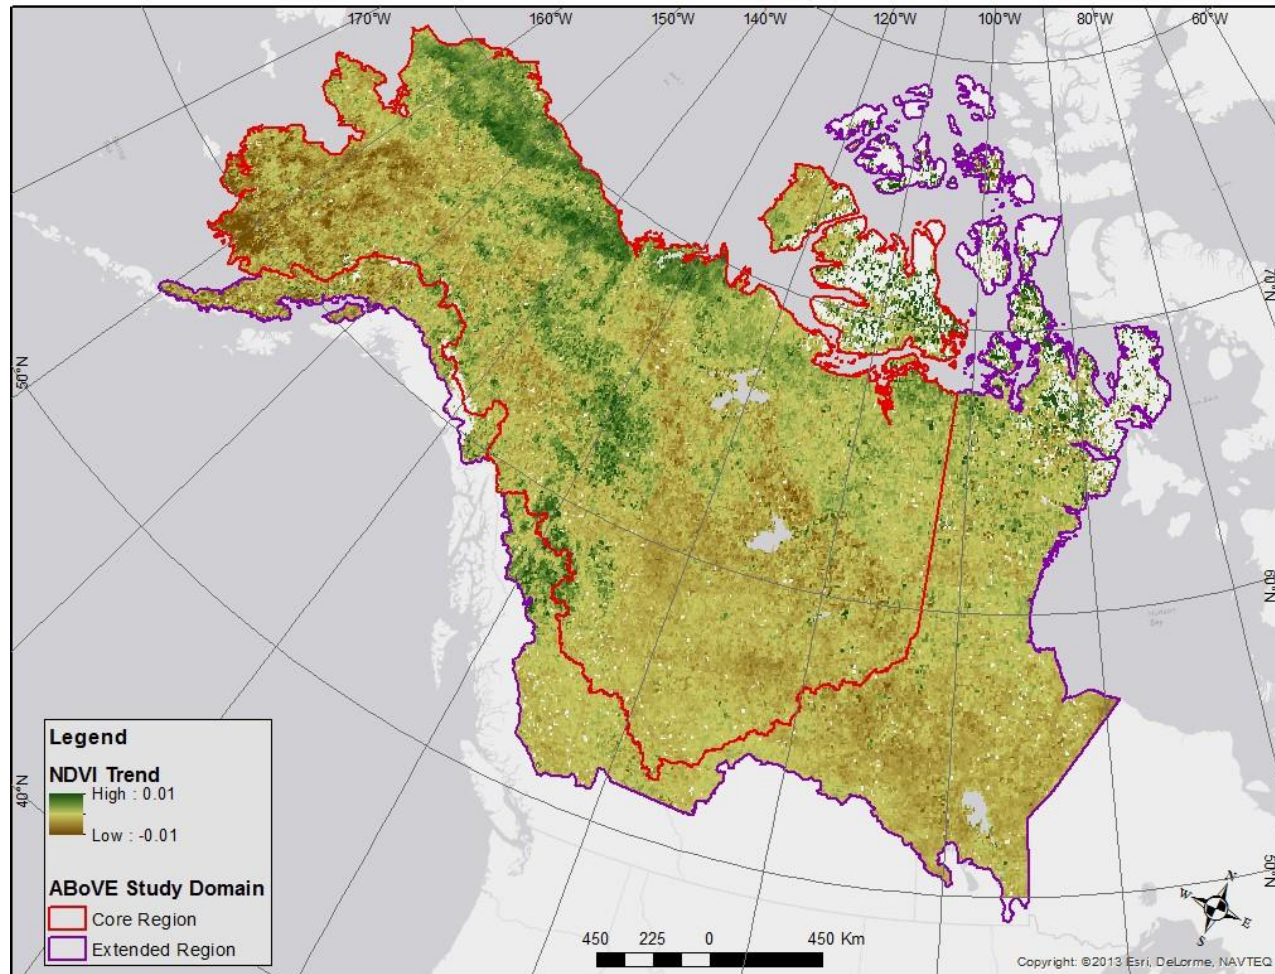 170°W 160°W 150°W 140°W 120°W 100°W 80°W 60°W
70°N
50°N
60°N
40°N
50°N
Legend
NDVI Trend
High : 0.01
Low : -0.01
ABoVE Study Domain
Core Region
Extended Region
N
W
E
S
450 225 0 450 Km
Copyright: ©2013 Esri, DeLorme, NAVTEQ